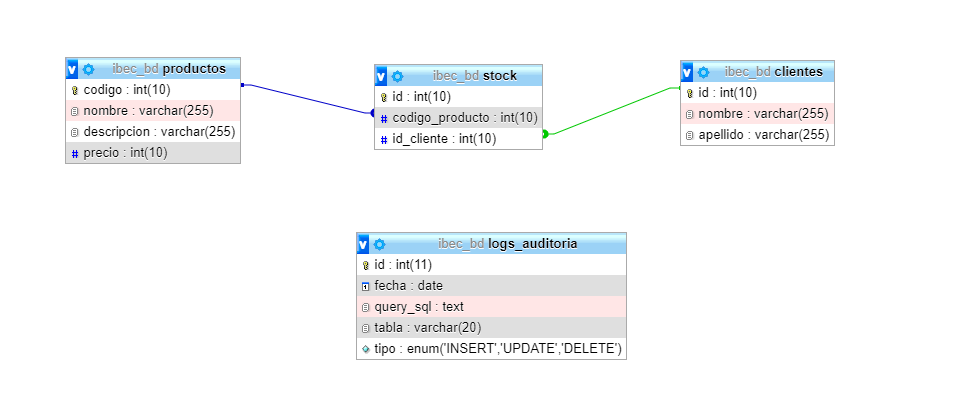 ibec_bd productos
codigo : int(10)
nombre : varchar(255)
descripcion : varchar(255)
precio : int(10)
ibec_bd stock
id : int(10)
codigo_producto : int(10)
id_cliente : int(10)
ibec_bd clientes
id : int(10)
nombre : varchar(255)
apellido : varchar(255)
ibec_bd logs_auditoria
id : int(11)
fecha : date
query_sql : text
tabla : varchar(20)
tipo : enum('INSERT','UPDATE','DELETE')